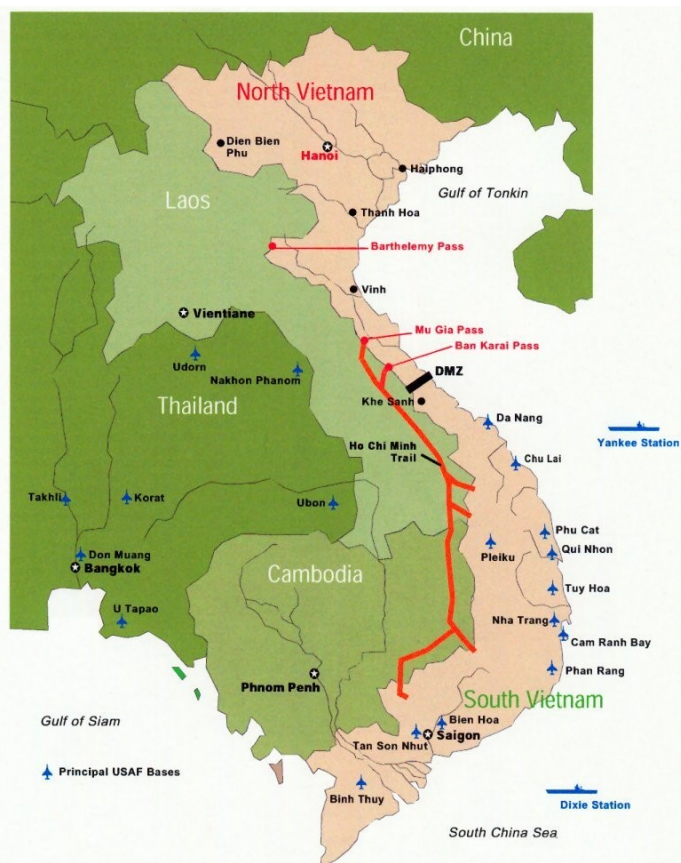 China
North Vietnam
Dien Bien
Phu
Hanoi
Haiphong
Gulf of Tonkin
Laos
Thanh Hoa
Barthelemy Pass
Vinh
Vientiane
Mu Gia Pass
Udorn
Ban Karai Pass
Nakhon Phanom
DMZ
Thailand
Khe Sanh
Da Nang
Yankee Station
Ho Chi Minh
Trail
Chu Lai
Takhli
Korat
Ubon
Phu Cat
Don Muang
Pleiku
Qui Nhon
Bangkok
Cambodia
Tuy Hoa
U Tapao
Nha Trang
Cam Ranh Bay
Phan Rang
Phnom Penh
South Vietnam
Gulf of Siam
Bien Hoa
Tan Son Nhut
Saigon
Principal USAF Bases
Binh Thuy
Dixie Station
South China Sea